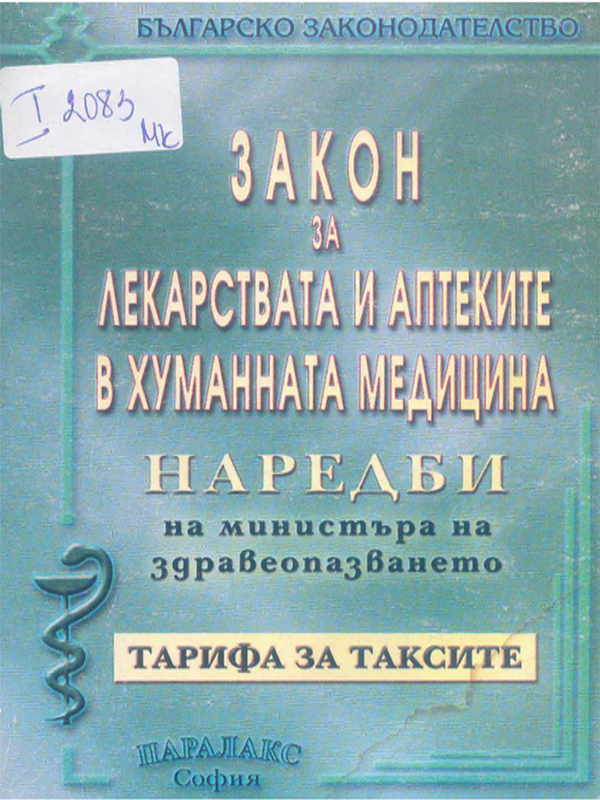 БЪЛГАРСКО ЗАКОНОДАТЕЛСТВО
I 2083
МК
ЗАКОН
ЗА
ЛЕКАРСТВАТА И АПТЕКИТЕ
В ХУМАННАТА МЕДИЦИНА
НАРЕДБИ
на министъра на
здравеопазването
ТАРИФА ЗА ТАКСИТЕ
ПАРАЛАКС
София